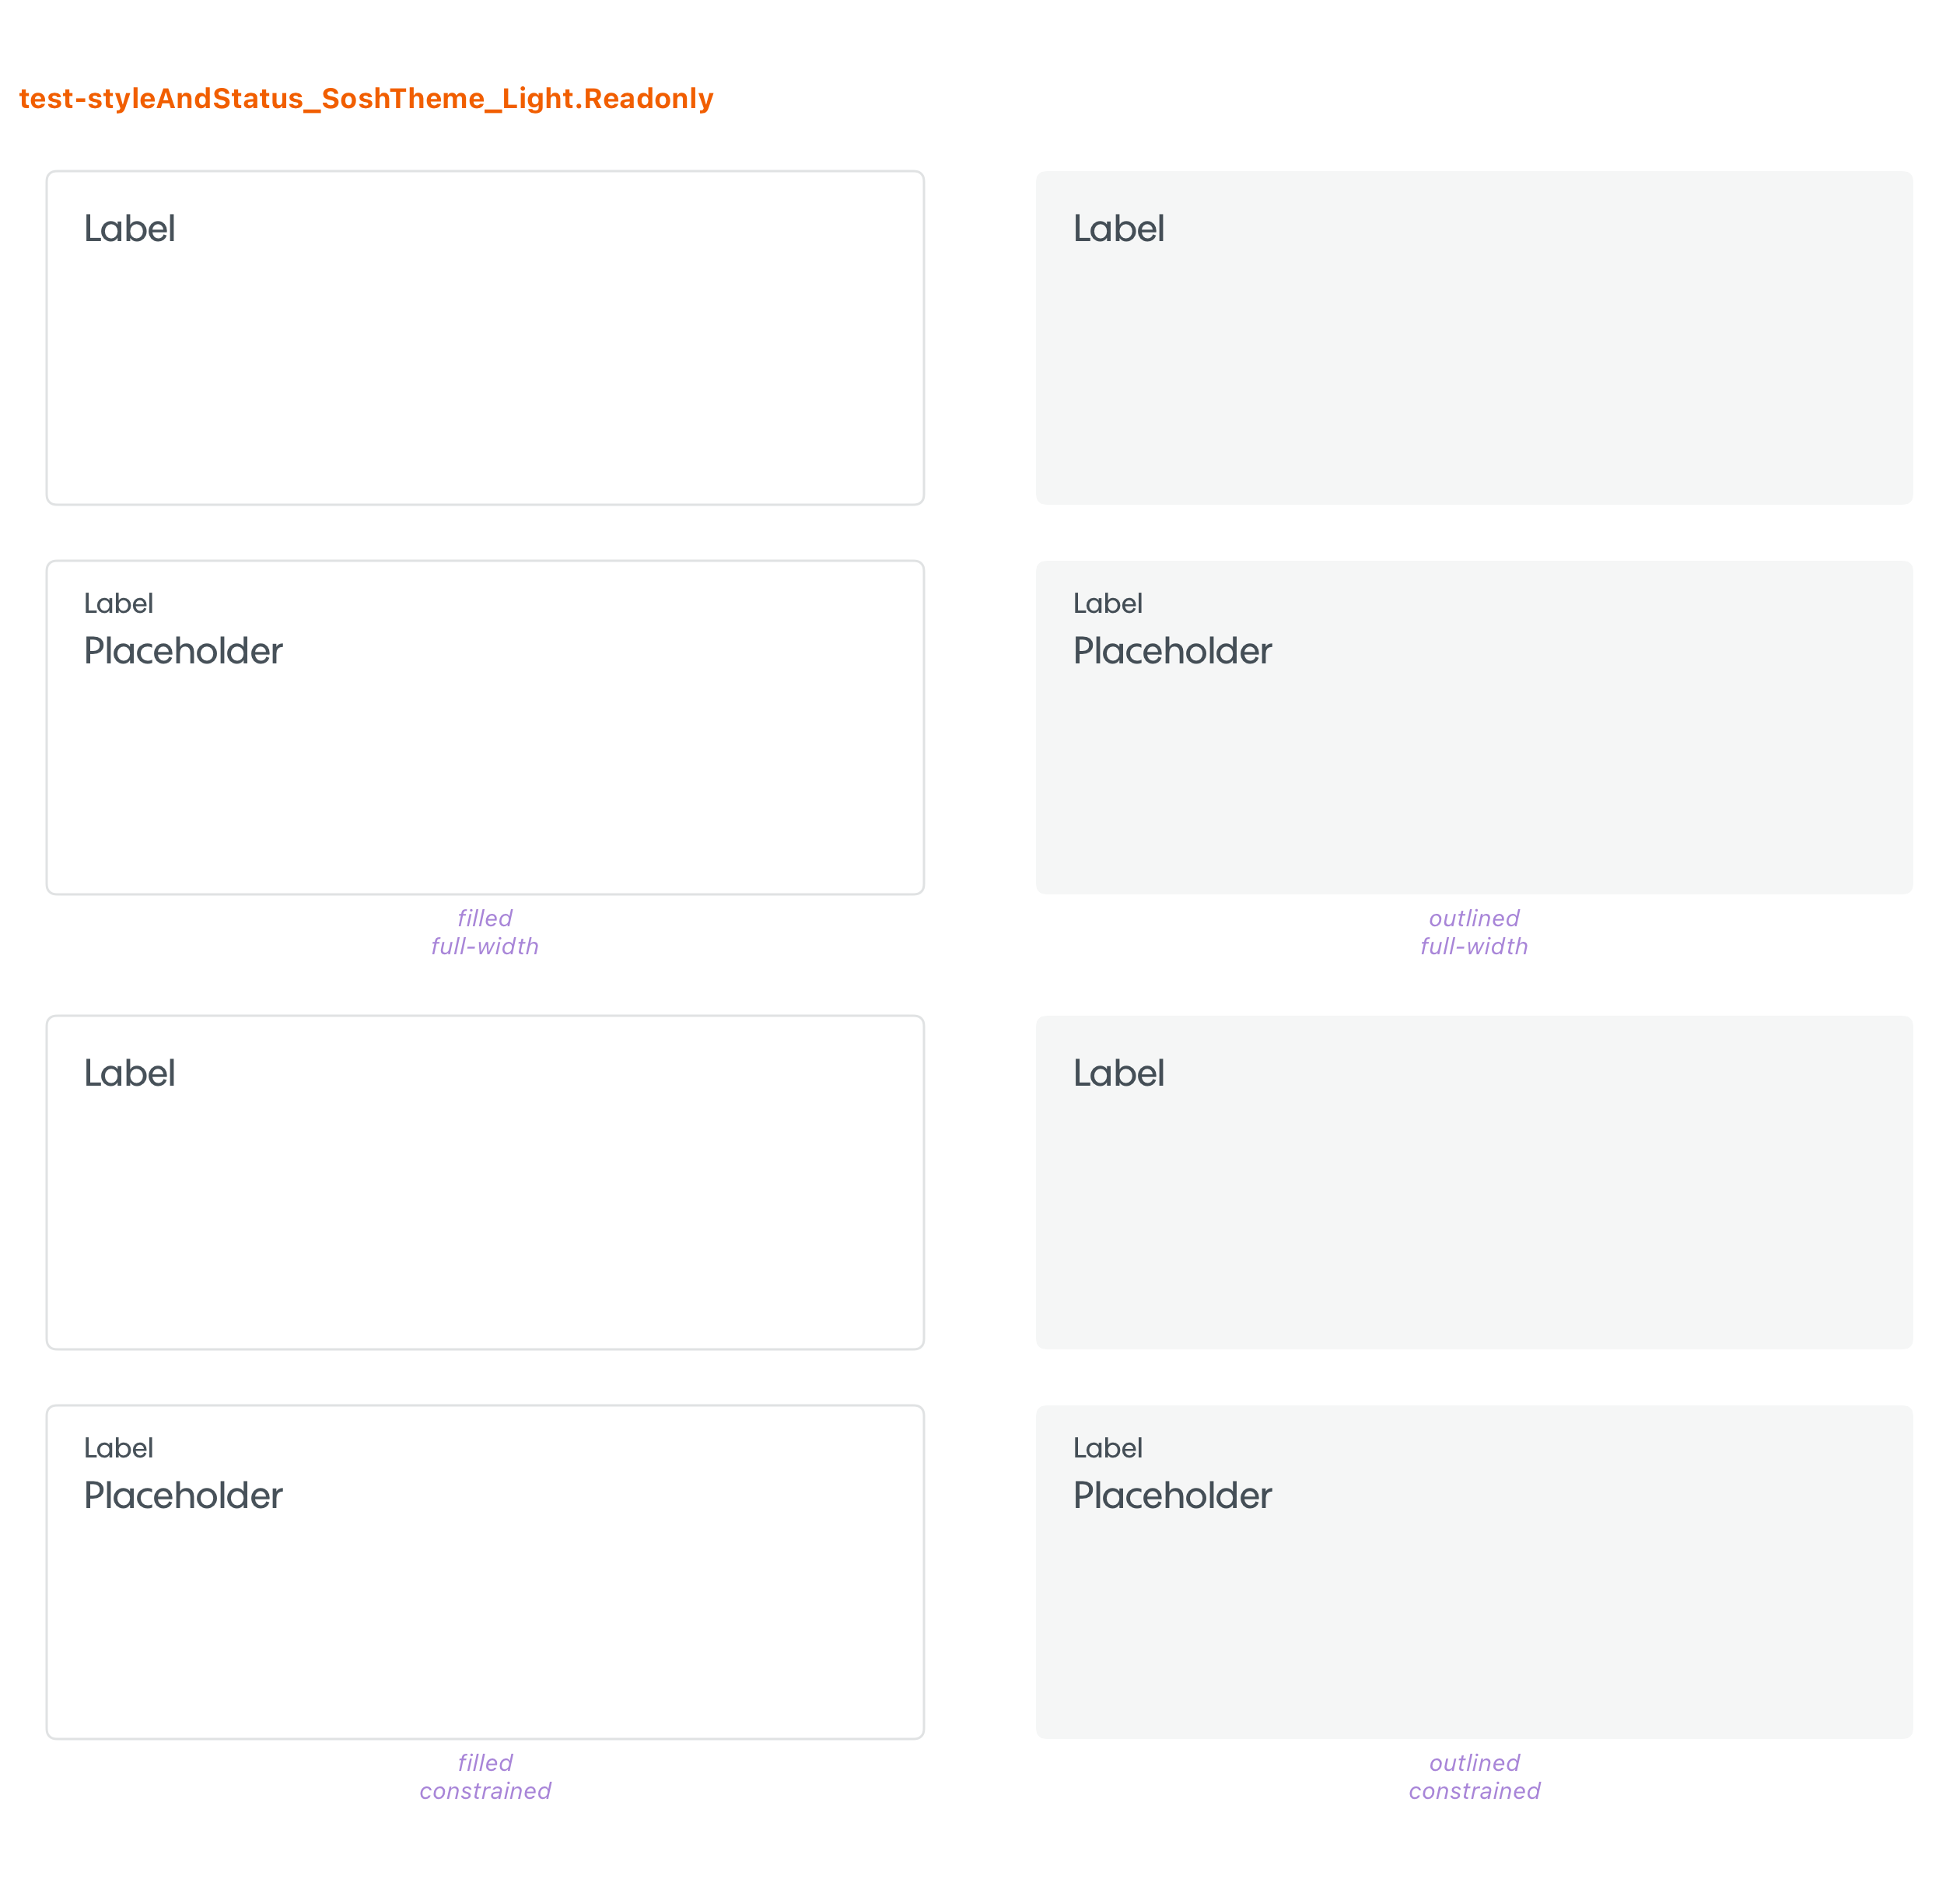 test-styleAndStatus_SoshTheme_Light.Readonly
Label
Label
Label
Placeholder
Label
Placeholder
filled
full-width
outlined
full-width
Label
Label
Label
Placeholder
Label
Placeholder
filled
constrained
outlined
constrained